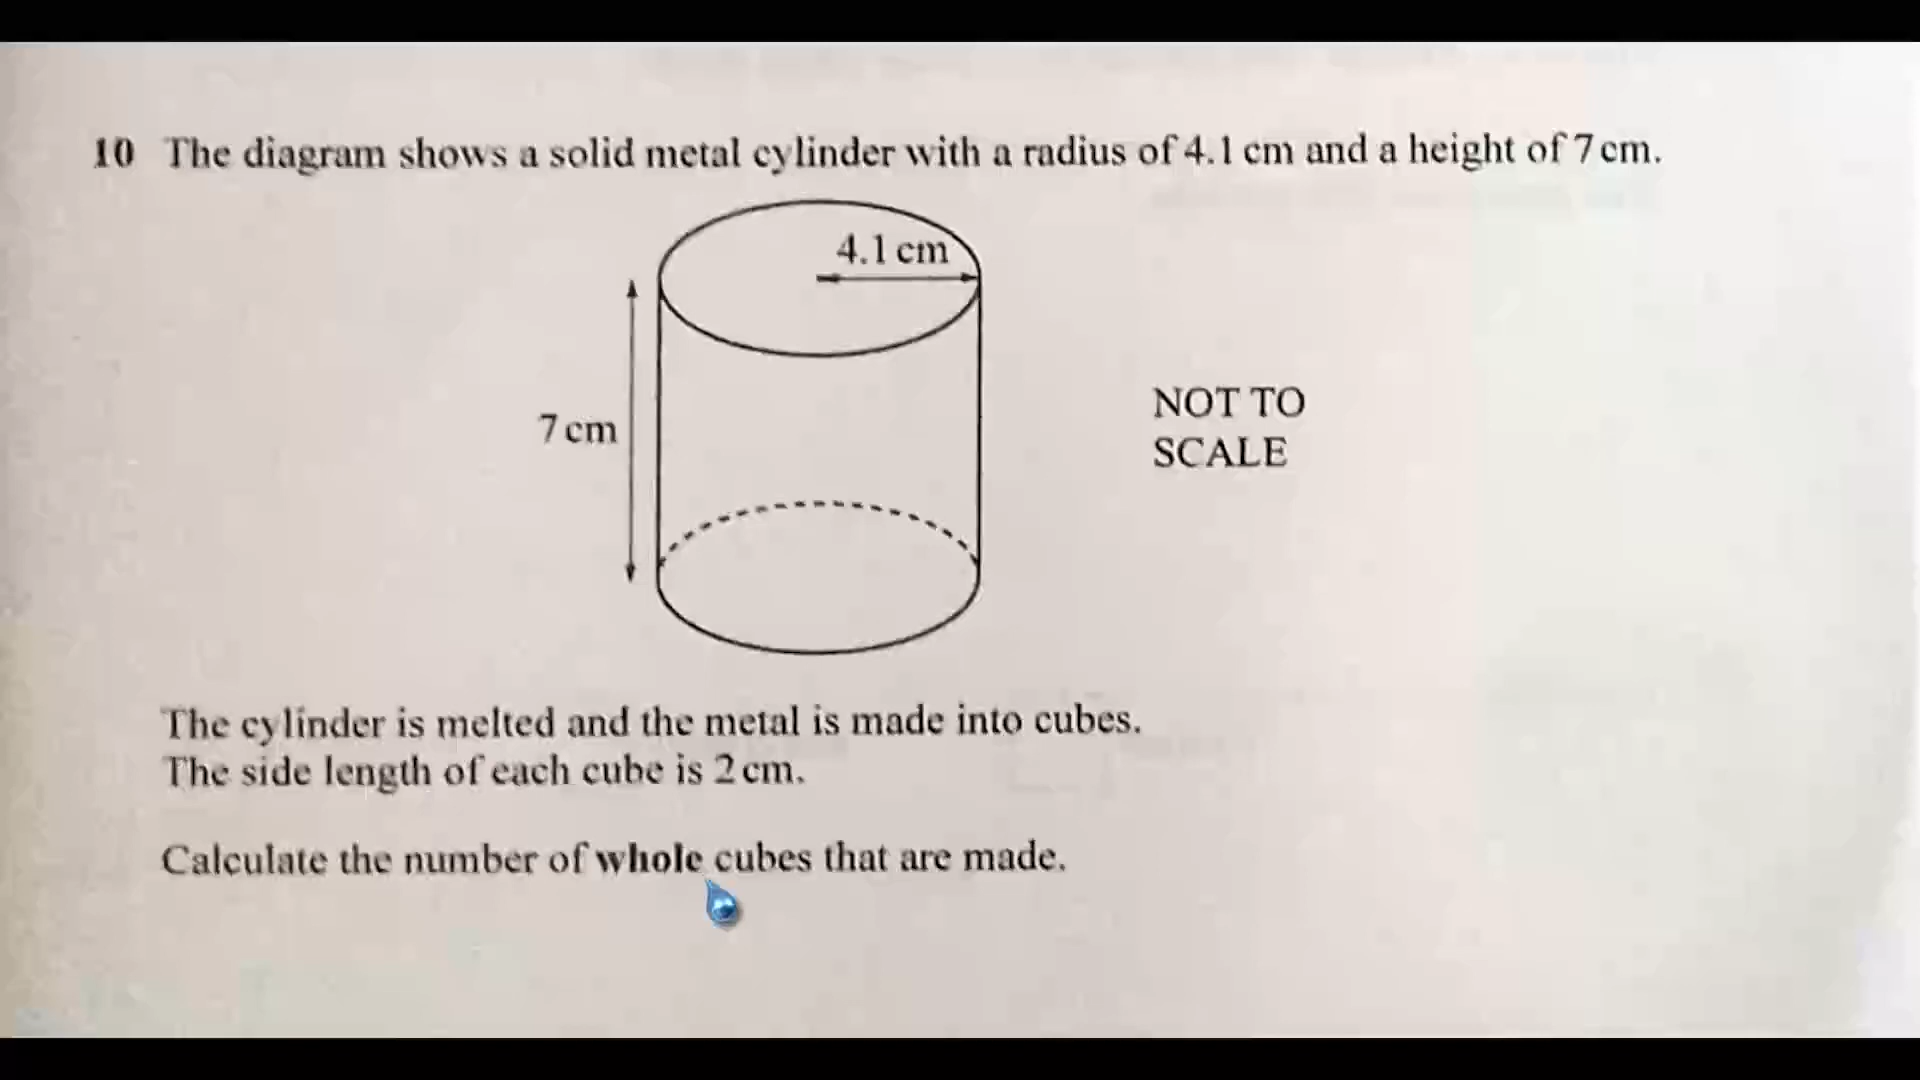 10 The diagram shows a solid metal cylinder with a radius of 4.1 cm and a height of 7 cm.
4.1 cm
7 cm
NOT TO
SCALE
The cylinder is melted and the metal is made into cubes.
The side length of each cube is 2 cm.
Calculate the number of whole cubes that are made.